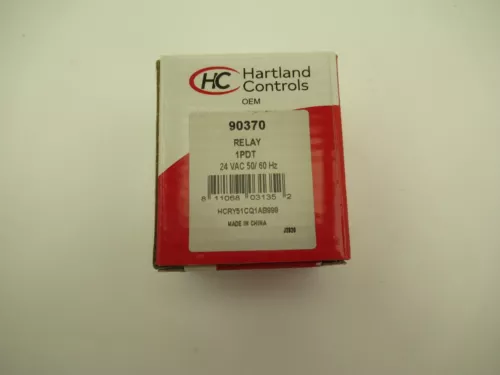 HC Hartland
Controls
OEM
90370
RELAY
1PDT
24 VAC 50/ 60 Hz
6 11068 03135 2
HCRY51CQ1AB999
MADE IN CHINA